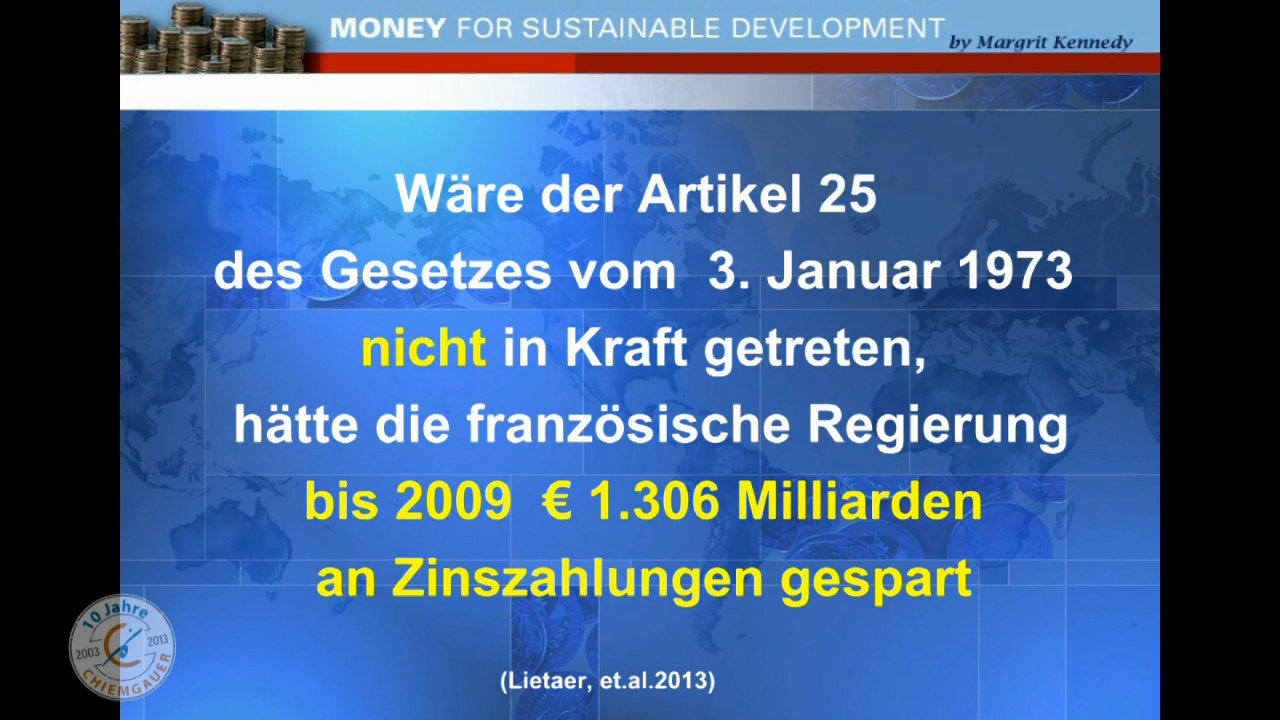 MONEY FOR SUSTAINABLE DEVELOPMENT
by Margrit Kennedy
Wäre der Artikel 25
des Gesetzes vom 3. Januar 1973
nicht in Kraft getreten,
hätte die französische Regierung
bis 2009 € 1.306 Milliarden
an Zinszahlungen gespart
(Lietaer, et.al.2013)
10 Jahre
2003 2013
CHIEMGAUER